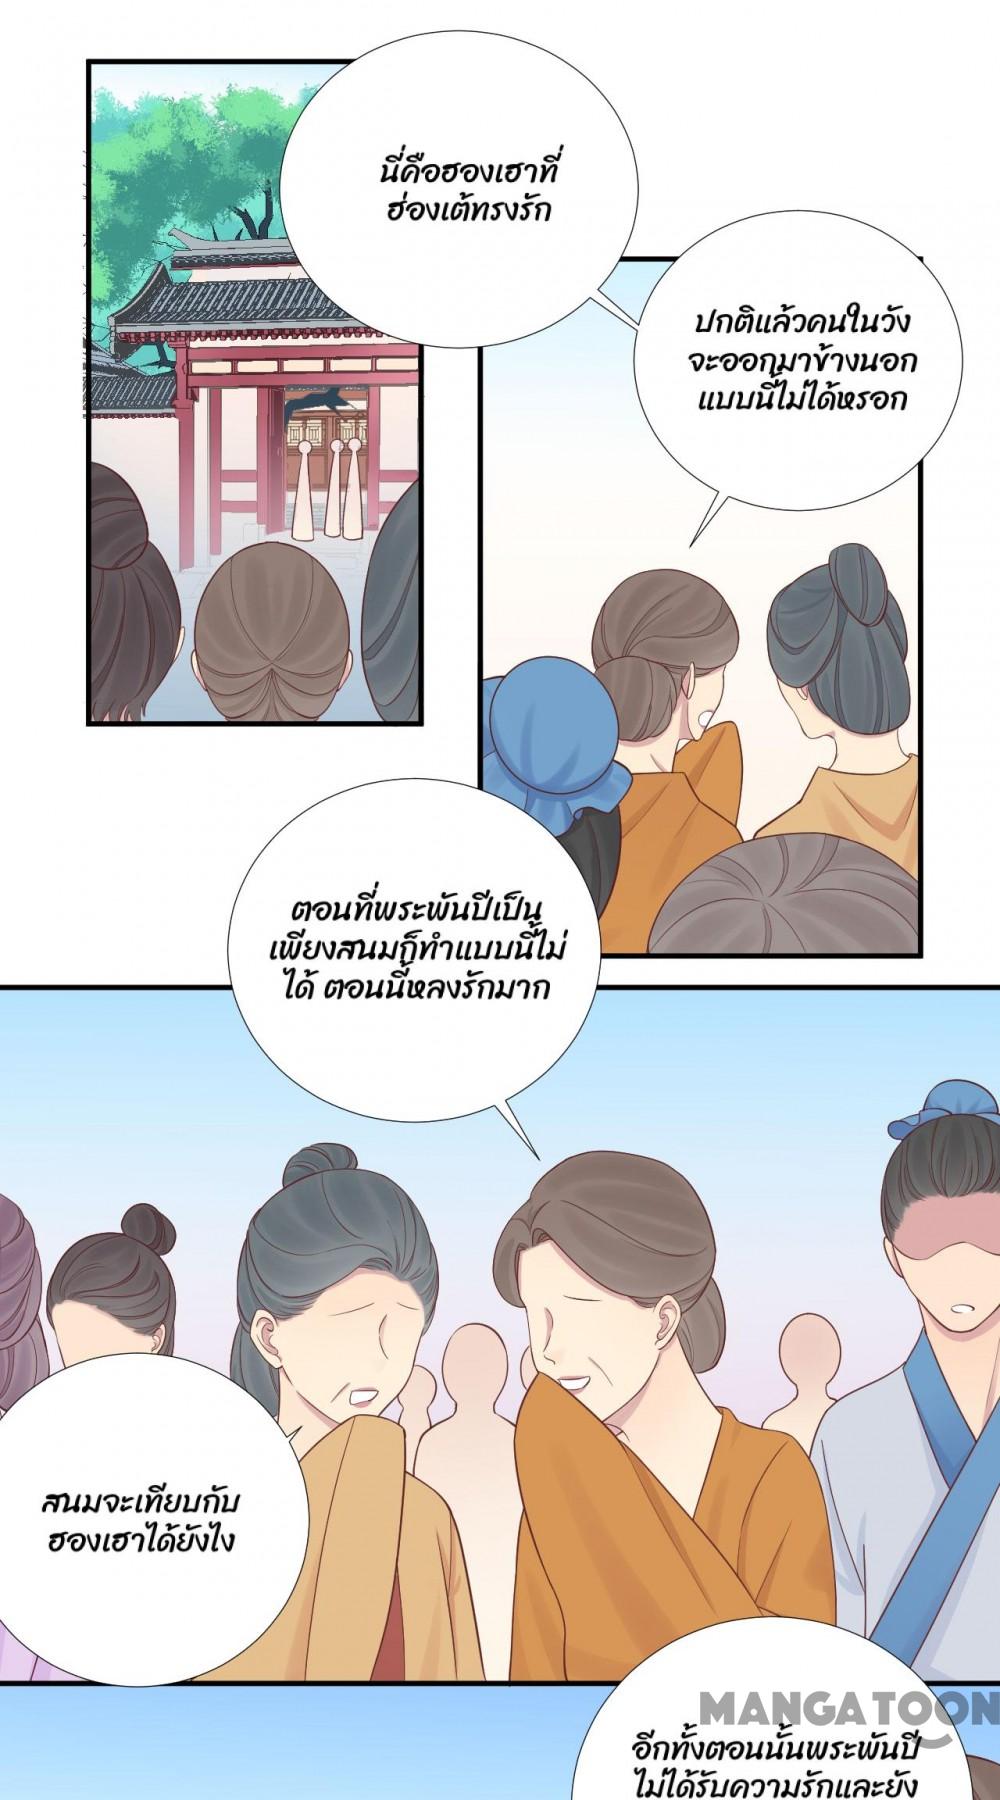 นี่คือฮองเฮาที่
ฮ่องเต้ทรงรัก
ปกติแล้วคนในวัง
จะออกมาข้างนอก
แบบนี้ไม่ได้หรอก
ตอนที่พระพันปีเป็น
เพียงสนมก็ทำแบบนี้ไม่
ได้ ตอนนี้หลงรักมาก
สนมจะเทียบกับ
ฮองเฮาได้ยังไง
MANGATOON
อีกทั้งตอนนั้นพระพันปี
ไม่ได้รับความรักและยัง